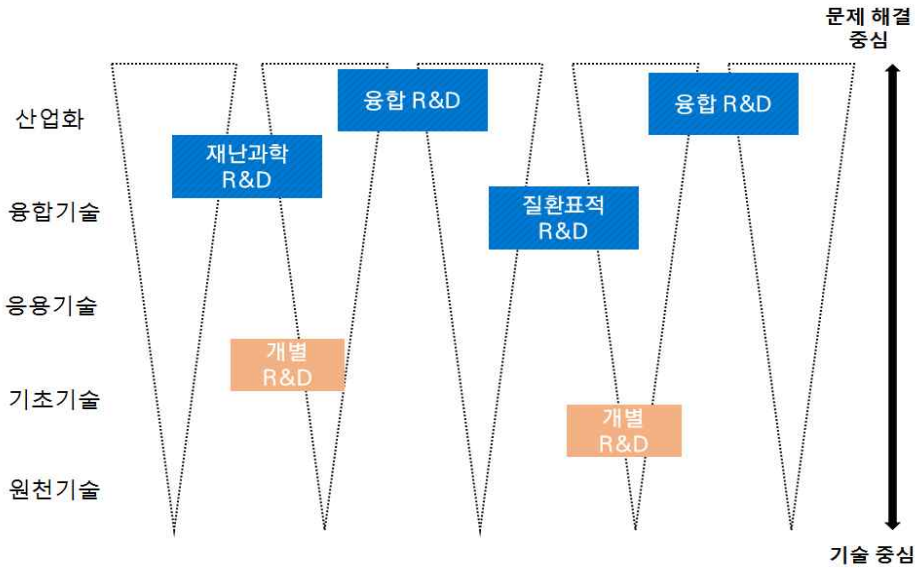 문제 해결
중심
산업화
융합기술
응용기술
기초기술
원천기술
융합 R&D
융합 R&D
재난과학
R&D
질환표적
R&D
개별
R&D
개별
R&D
기술 중심